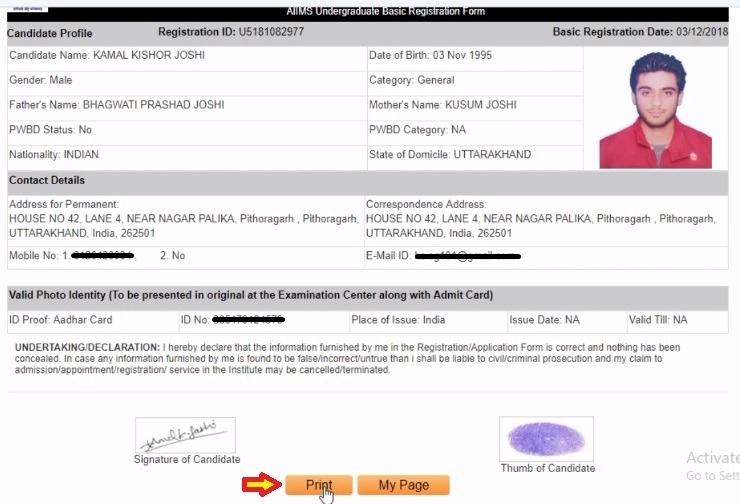 AIIMS Undergraduate Basic Registration Form
Candidate Profile Registration ID: U5181082977 Basic Registration Date: 03/12/2018
Candidate Name: KAMAL KISHOR JOSHI Date of Birth: 03 Nov 1995
Gender: Male Category: General
Father's Name: BHAGWATI PRASHAD JOSHI Mother's Name: KUSUM JOSHI
PWBD Status: No PWBD Category: NA
Nationality: INDIAN State of Domicile: UTTARAKHAND
Contact Details
Address for Permanent: Correspondence Address:
HOUSE NO 42, LANE 4, NEAR NAGAR PALIKA, Pithoragarh , Pithoragarh, HOUSE NO 42, LANE 4, NEAR NAGAR PALIKA, Pithoragarh , Pithoragarh,
UTTARAKHAND, India, 262501 UTTARAKHAND, India, 262501
Mobile No: 1. , 2. No E-Mail ID:
Valid Photo Identity (To be presented in original at the Examination Center along with Admit Card)
ID Proof: Aadhar Card ID No: Place of Issue: India Issue Date: NA Valid Till: NA
UNDERTAKING/DECLARATION: I hereby declare that the information furnished by me in the Registration/Application Form is correct and nothing has been
concealed. In case any information furnished by me is found to be false/incorrect/untrue than i shall be liable to civil/criminal prosecution and my claim to
admission/appointment/registration/ service in the Institute may be cancelled/terminated.
Signature of Candidate
Thumb of Candidate
Print My Page
Activate
Go to Sett